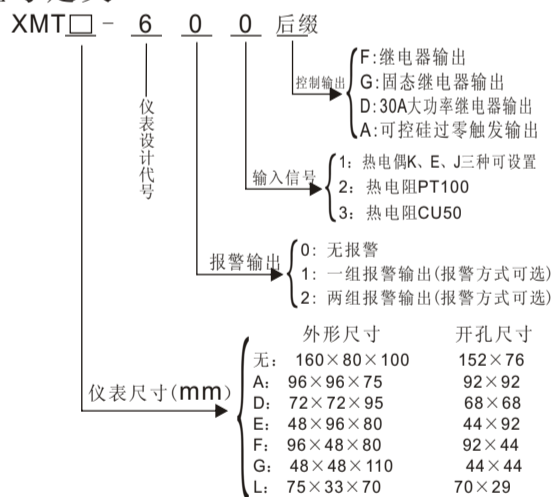 XMT□-6 0 0 后缀
控制输出
F:继电器输出
G:固态继电器输出
D:30A大功率继电器输出
A:可控硅过零触发输出
仪表设计代号
输入信号
1: 热电偶K、E、J三种可设置
2: 热电阻PT100
3: 热电阻CU50
报警输出
0: 无报警
1: 一组报警输出(报警方式可选)
2: 两组报警输出(报警方式可选)
仪表尺寸(mm)
外形尺寸 开孔尺寸
无: 160×80×100 152×76
A: 96×96×75 92×92
D: 72×72×95 68×68
E: 48×96×80 44×92
F: 96×48×80 92×44
G: 48×48×110 44×44
L: 75×33×70 70×29